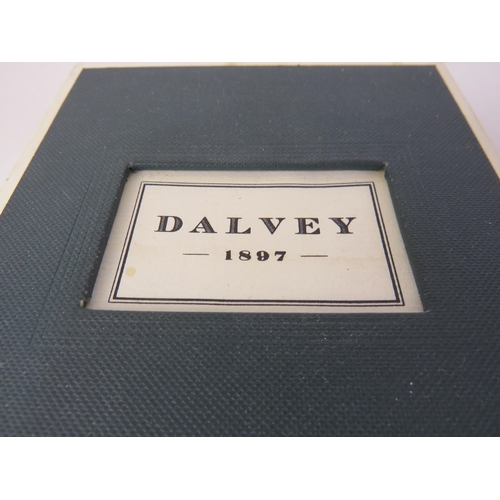 DALVEY
— 1897 —